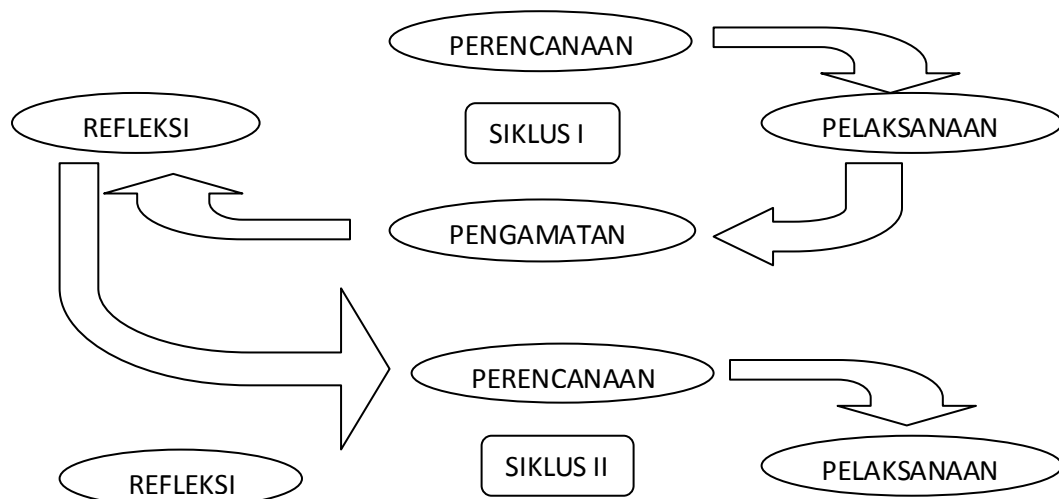 PERENCANAAN
REFLEKSI
SIKLUS I
PELAKSANAAN
PENGAMATAN
PERENCANAAN
SIKLUS II
PELAKSANAAN
REFLEKSI